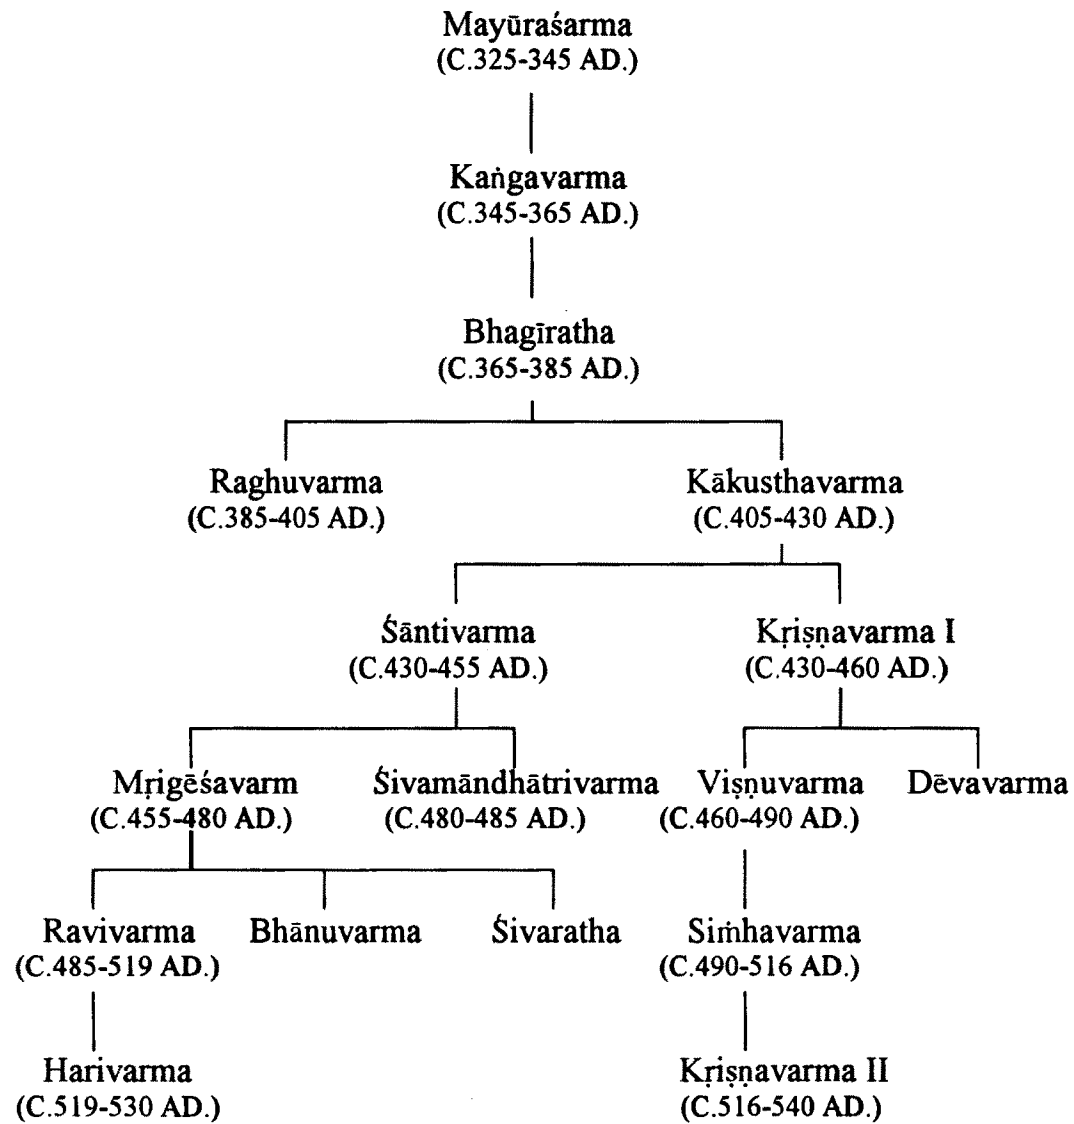 Mayūraśarma
(C.325-345 AD.)
Kaṅgavarma
(C.345-365 AD.)
Bhagīratha
(C.365-385 AD.)
Raghuvarma Kākusthavarma
(C.385-405 AD.) (C.405-430 AD.)
Śāntivarma Kṛiṣṇavarma I
(C.430-455 AD.) (C.430-460 AD.)
Mṛigēśavarm Śivamāndhātrivarma Viṣṇuvarma Dēvavarma
(C.455-480 AD.) (C.480-485 AD.) (C.460-490 AD.)
Ravivarma Bhānuvarma Śivaratha Siṁhavarma
(C.485-519 AD.) (C.490-516 AD.)
Harivarma Kṛiṣṇavarma II
(C.519-530 AD.) (C.516-540 AD.)